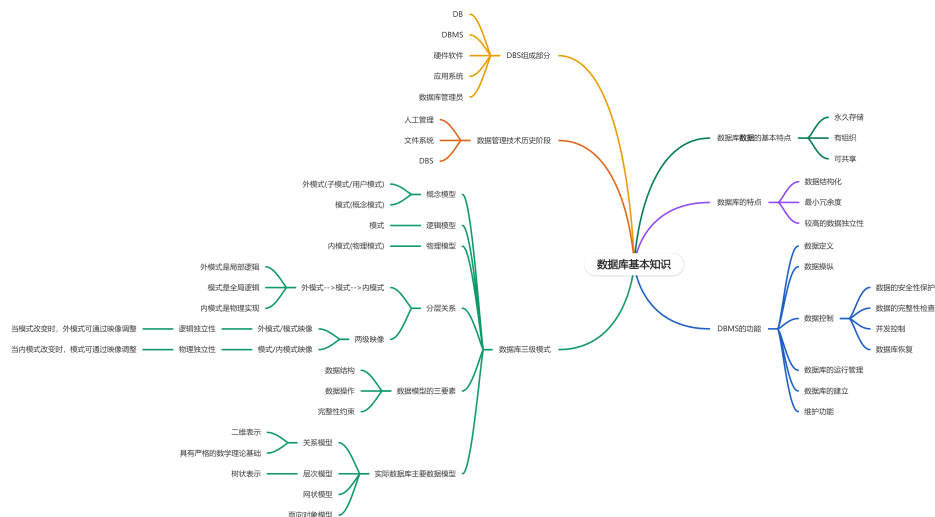 数据库基本知识
DBS组成部分
DB
DBMS
硬件软件
应用系统
数据库管理员
数据管理技术历史阶段
人工管理
文件系统
DBS
数据库三级模式
概念模型
外模式(子模式/用户模式)
模式(概念模式)
逻辑模型
模式
物理模型
内模式(物理模式)
分层关系
外模式-->模式-->内模式
外模式是局部逻辑
模式是全局逻辑
内模式是物理实现
两级映像
外模式/模式映像
逻辑独立性
当模式改变时，外模式可通过映像调整
模式/内模式映像
物理独立性
当内模式改变时，模式可通过映像调整
数据模型的三要素
数据结构
数据操作
完整性约束
实际数据库主要数据模型
关系模型
二维表示
具有严格的数学理论基础
层次模型
树状表示
网状模型
面向对象模型
数据库数据的基本特点
永久存储
有组织
可共享
数据库的特点
数据结构化
最小冗余度
较高的数据独立性
DBMS的功能
数据定义
数据操纵
数据控制
数据的安全性保护
数据的完整性检查
并发控制
数据库恢复
数据库的运行管理
数据库的建立
维护功能